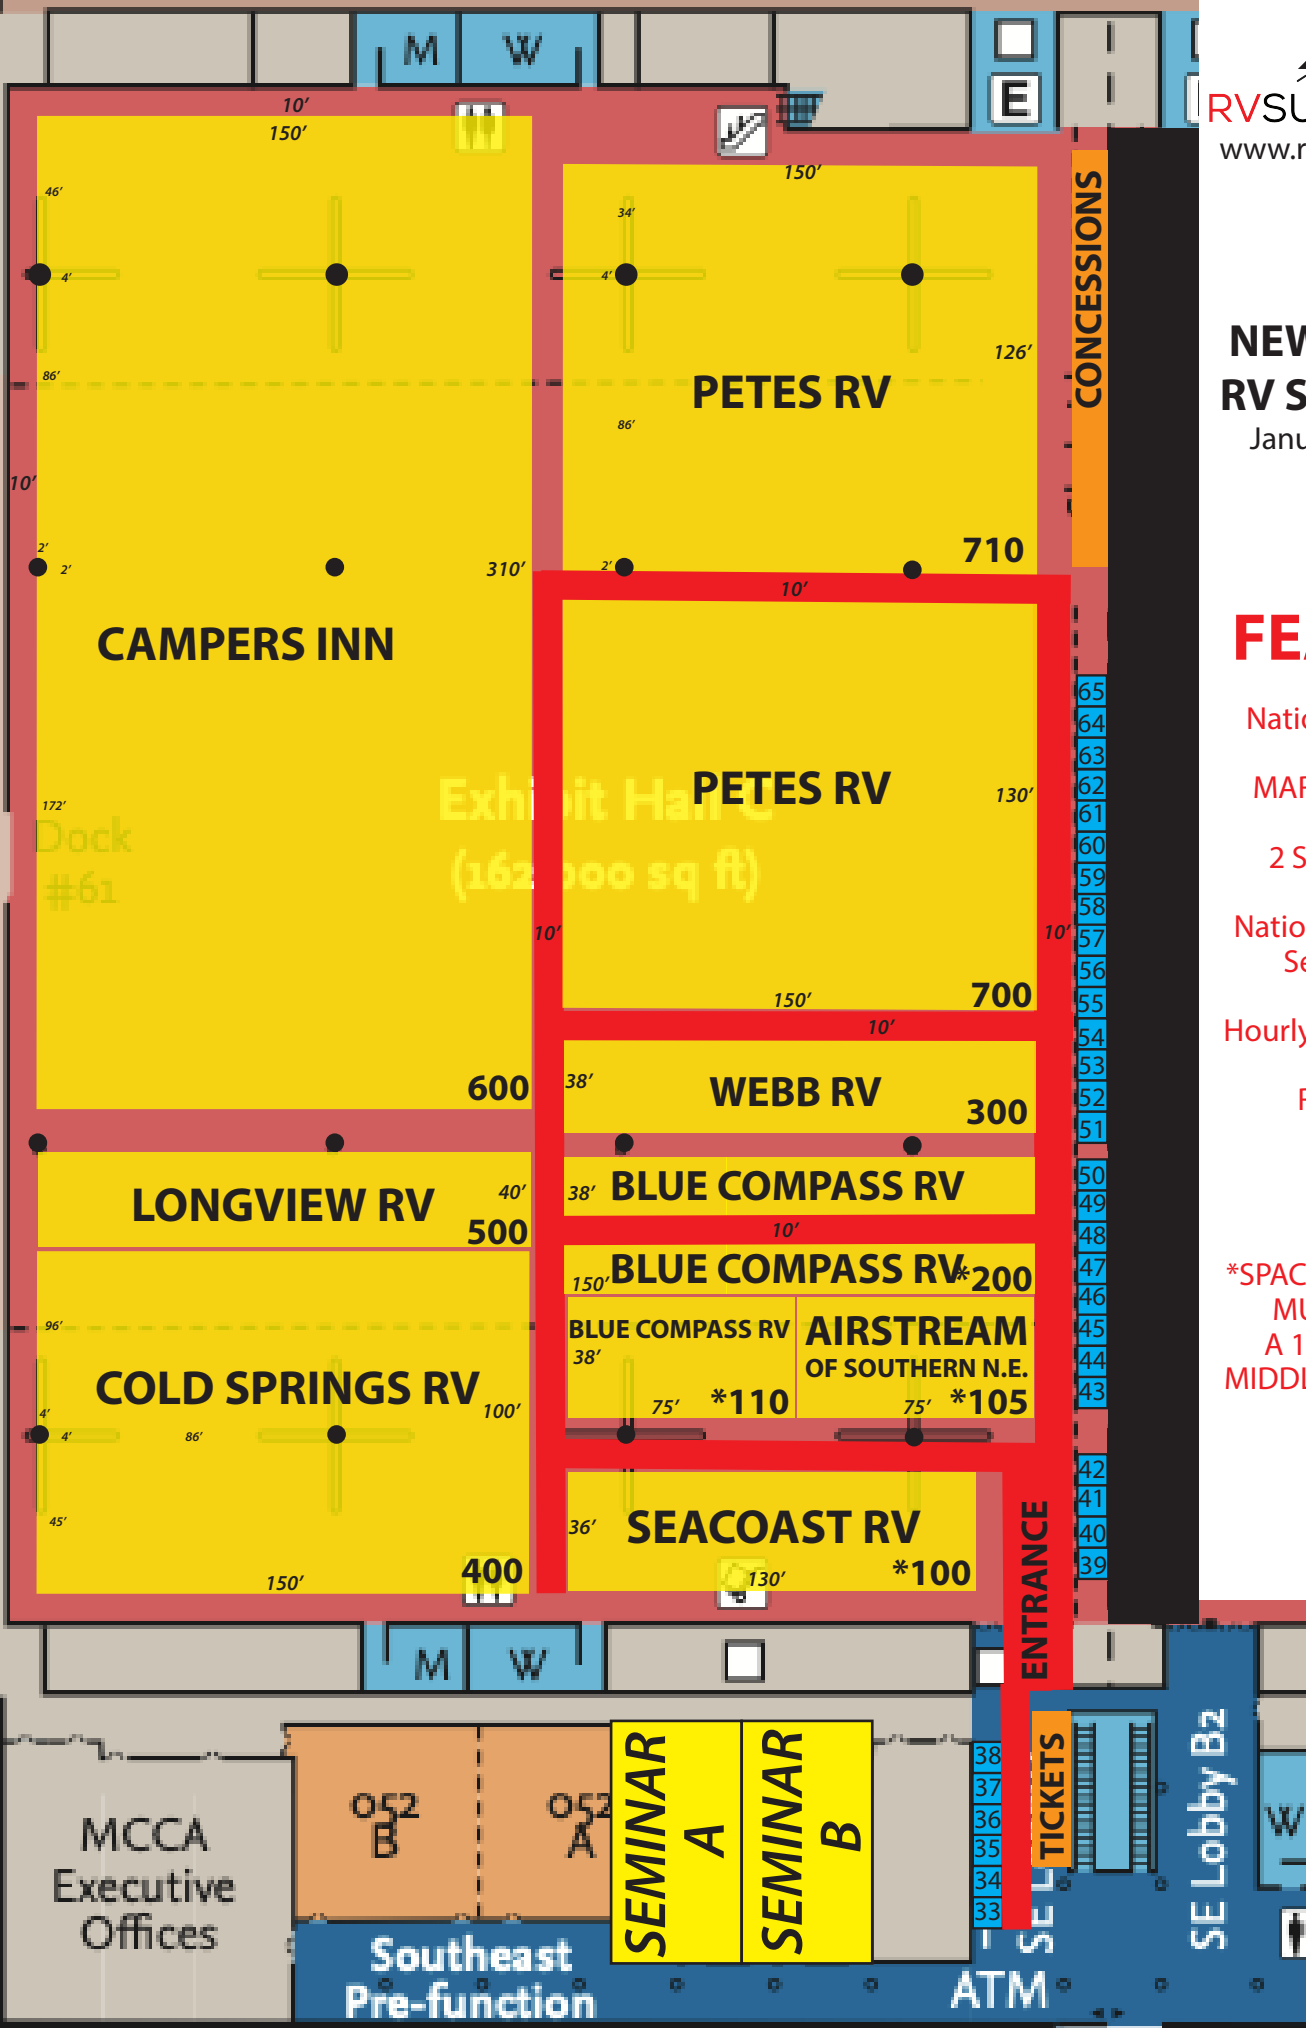 M
W
E
RVSU
www.r
10'
150'
46'
4'
86'
10'
2'
2'
310'
CAMPERS INN
172'
Dock
#61
600
150'
34'
4'
126'
PETES RV
86'
710
2'
10'
CONCESSIONS
NEW
RV S
Janu
FEA
Natio
MAR
2 S
Natio
Se
Hourly
*SPAC
MU
A 1
MIDDL
Exhibit Hall C
(162,000 sq ft)
PETES RV
130'
10'
10'
150'
700
10'
38'
WEBB RV
300
38'
BLUE COMPASS RV
10'
150'
BLUE COMPASS RV
*200
BLUE COMPASS RV
38'
75'
*110
AIRSTREAM
OF SOUTHERN N.E.
75'
*105
36'
SEACOAST RV
130'
*100
LONGVIEW RV
40'
500
96'
COLD SPRINGS RV
100'
4'
4'
86'
45'
150'
400
65
64
63
62
61
60
59
58
57
56
55
54
53
52
51
50
49
48
47
46
45
44
43
42
41
40
39
ENTRANCE
M
W
MCCA
Executive
Offices
052
B
052
A
SEMINAR
A
SEMINAR
B
38
37
36
35
34
33
TICKETS
SE L
SE Lobby B2
W
Southeast
Pre-function
ATM